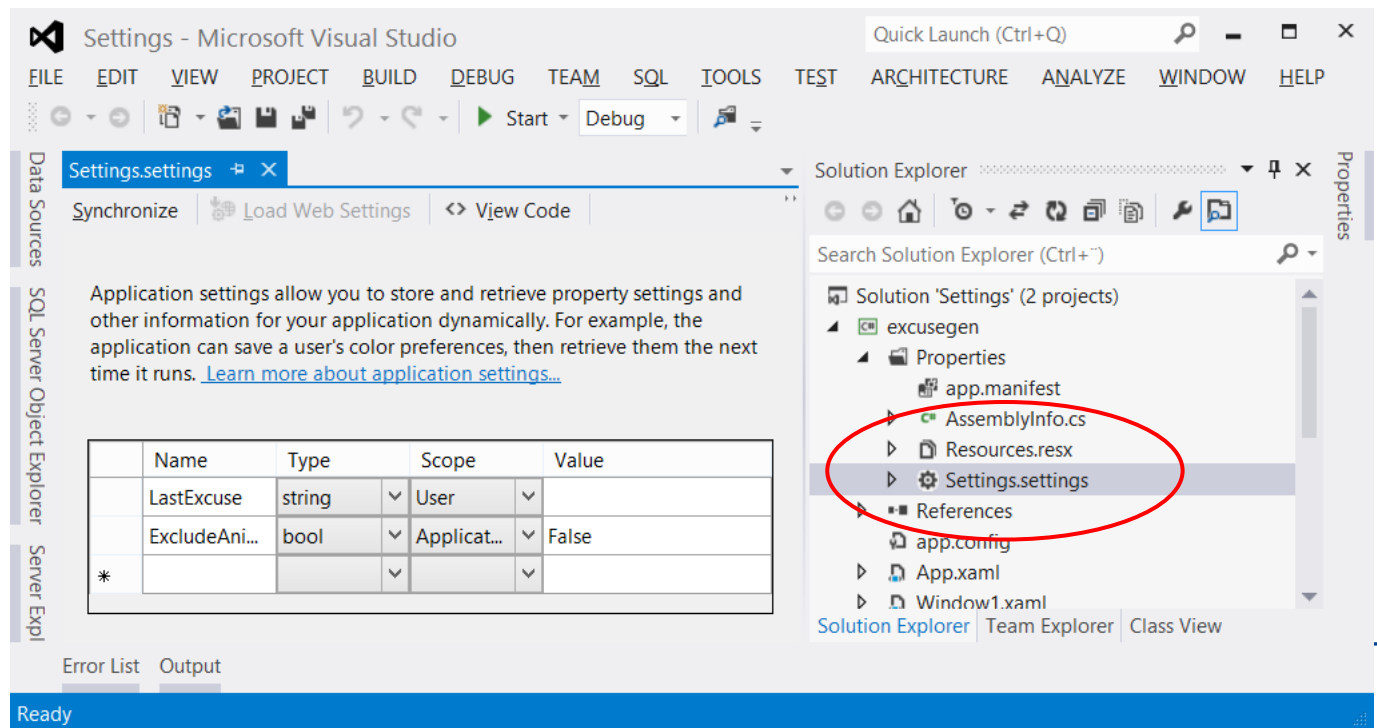 Settings - Microsoft Visual Studio
Quick Launch (Ctrl+Q)
FILE EDIT VIEW PROJECT BUILD DEBUG TEAM SQL TOOLS TEST ARCHITECTURE ANALYZE WINDOW HELP
Start Debug
Data Sources
SQL Server Object Explorer
Server Expl
Settings.settings
Synchronize Load Web Settings <> View Code
Application settings allow you to store and retrieve property settings and
other information for your application dynamically. For example, the
application can save a user's color preferences, then retrieve them the next
time it runs. Learn more about application settings...
Name Type Scope Value
LastExcuse string User
ExcludeAni... bool Applicat... False
*
Solution Explorer
Search Solution Explorer (Ctrl+¨)
Solution 'Settings' (2 projects)
C# excusegen
Properties
app.manifest
C# AssemblyInfo.cs
Resources.resx
Settings.settings
References
app.config
App.xaml
Window1.xaml
Solution Explorer Team Explorer Class View
Properties
Error List Output
Ready